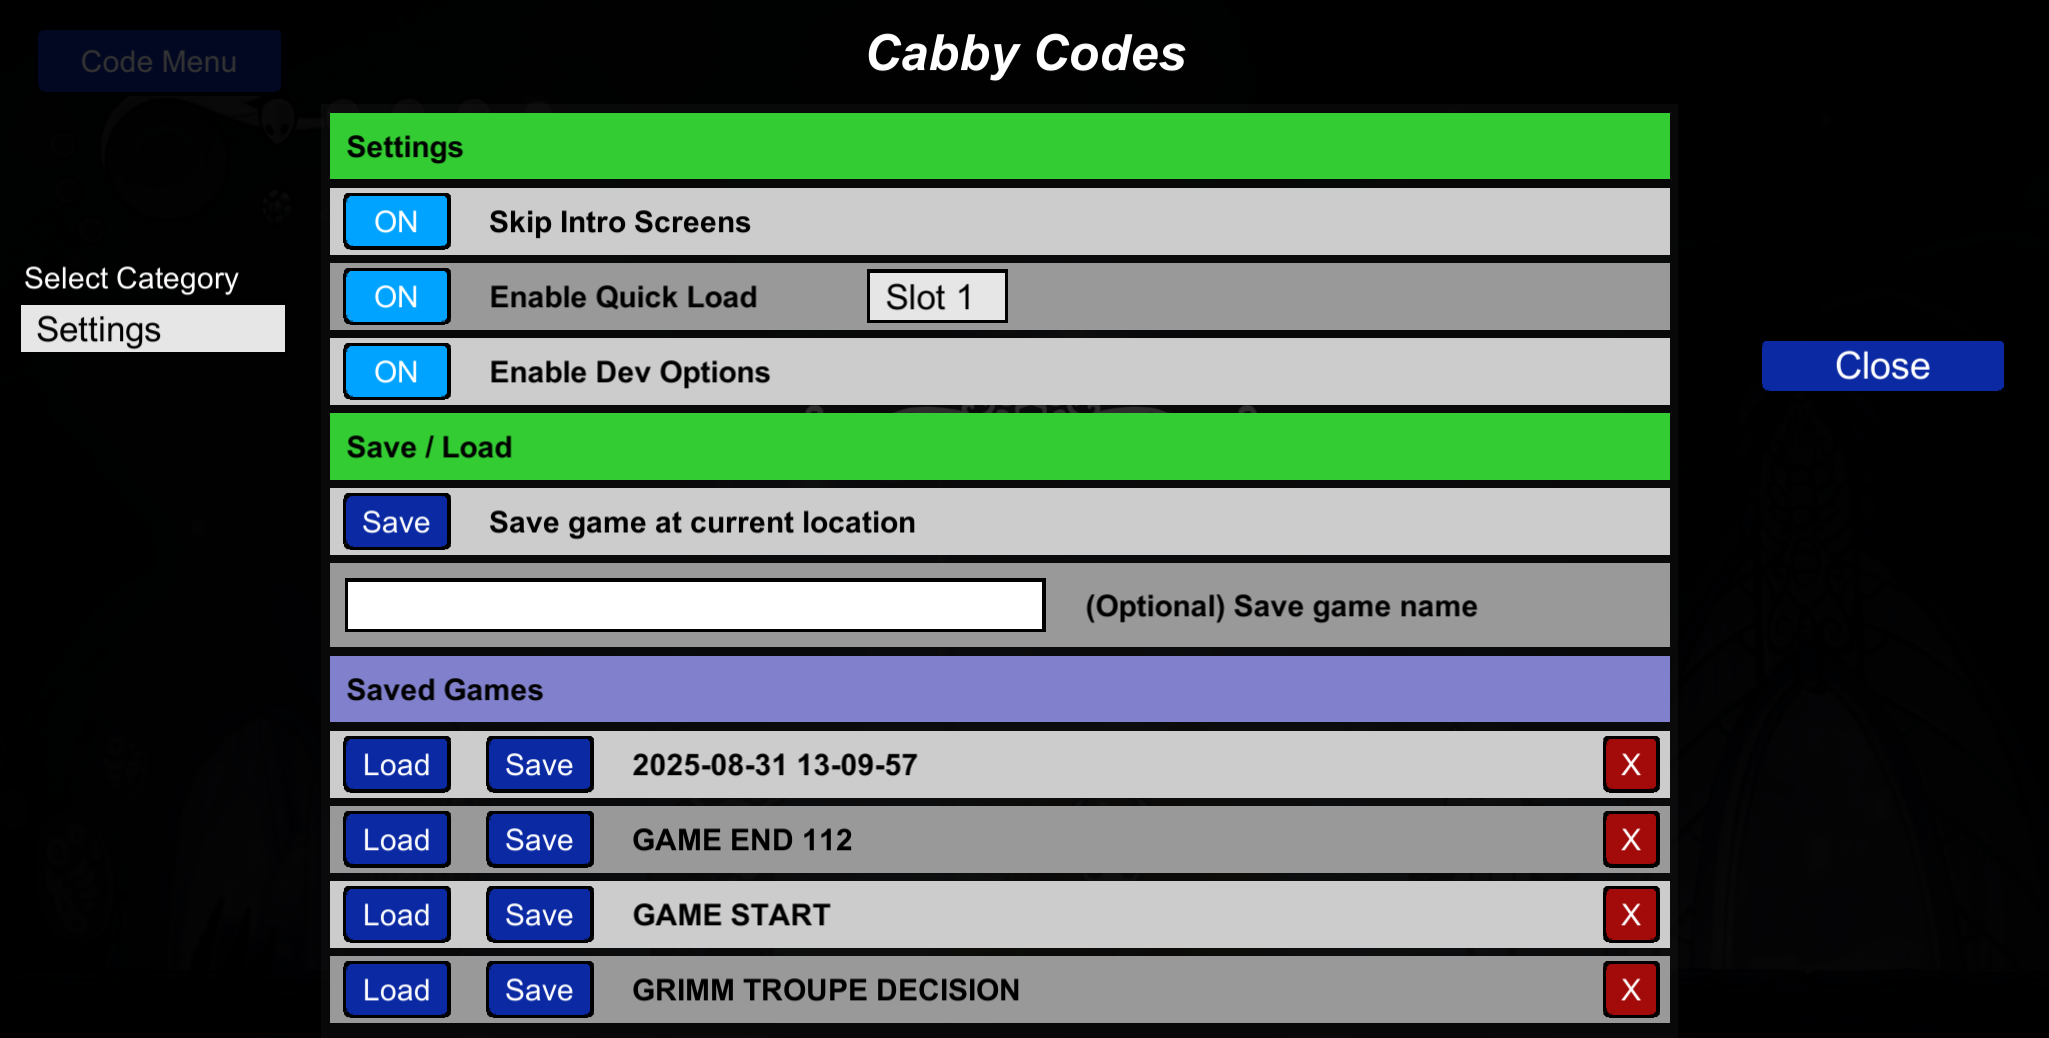 Code Menu
Cabby Codes
Settings
ON Skip Intro Screens
Select Category
Settings
ON Enable Quick Load Slot 1
ON Enable Dev Options
Close
Save / Load
Save Save game at current location
(Optional) Save game name
Saved Games
Load Save 2025-08-31 13-09-57 X
Load Save GAME END 112 X
Load Save GAME START X
Load Save GRIMM TROUPE DECISION X